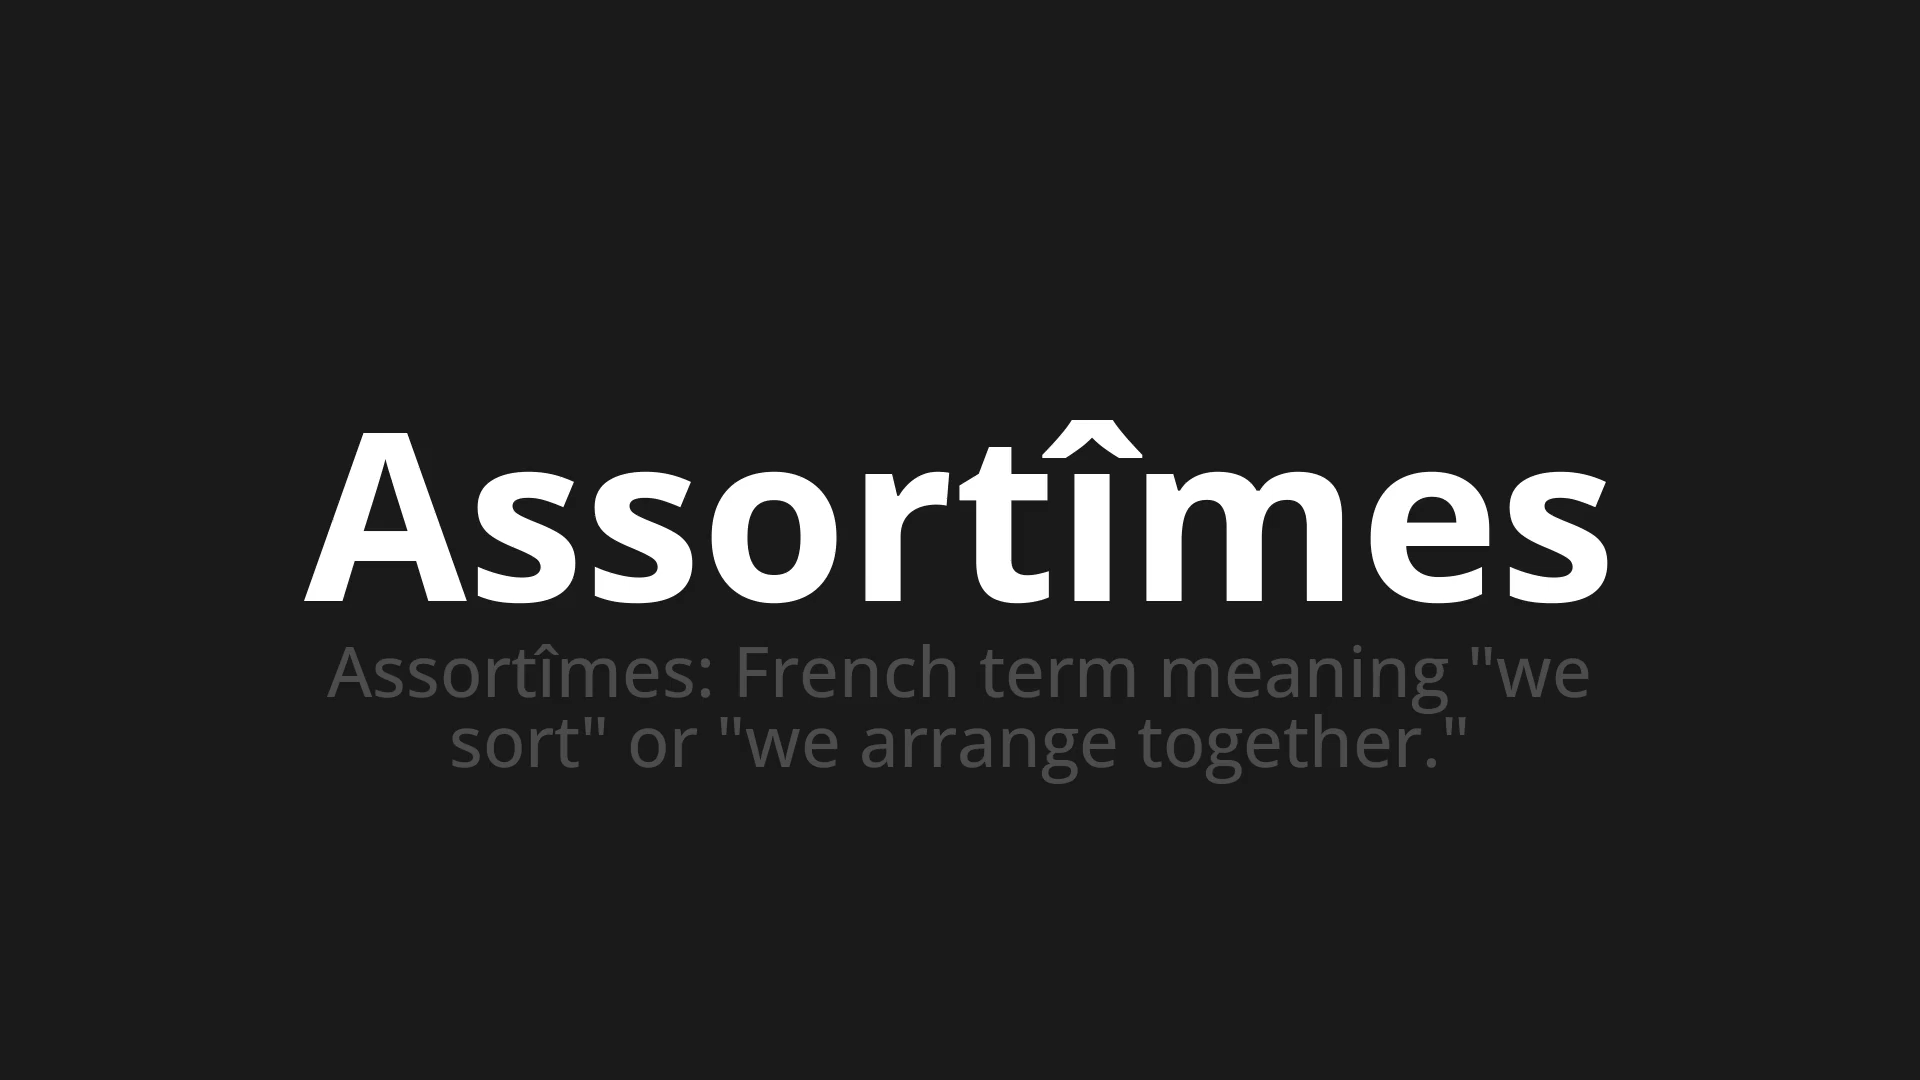 Assortîmes
Assortîmes: French term meaning "we
sort" or "we arrange together."